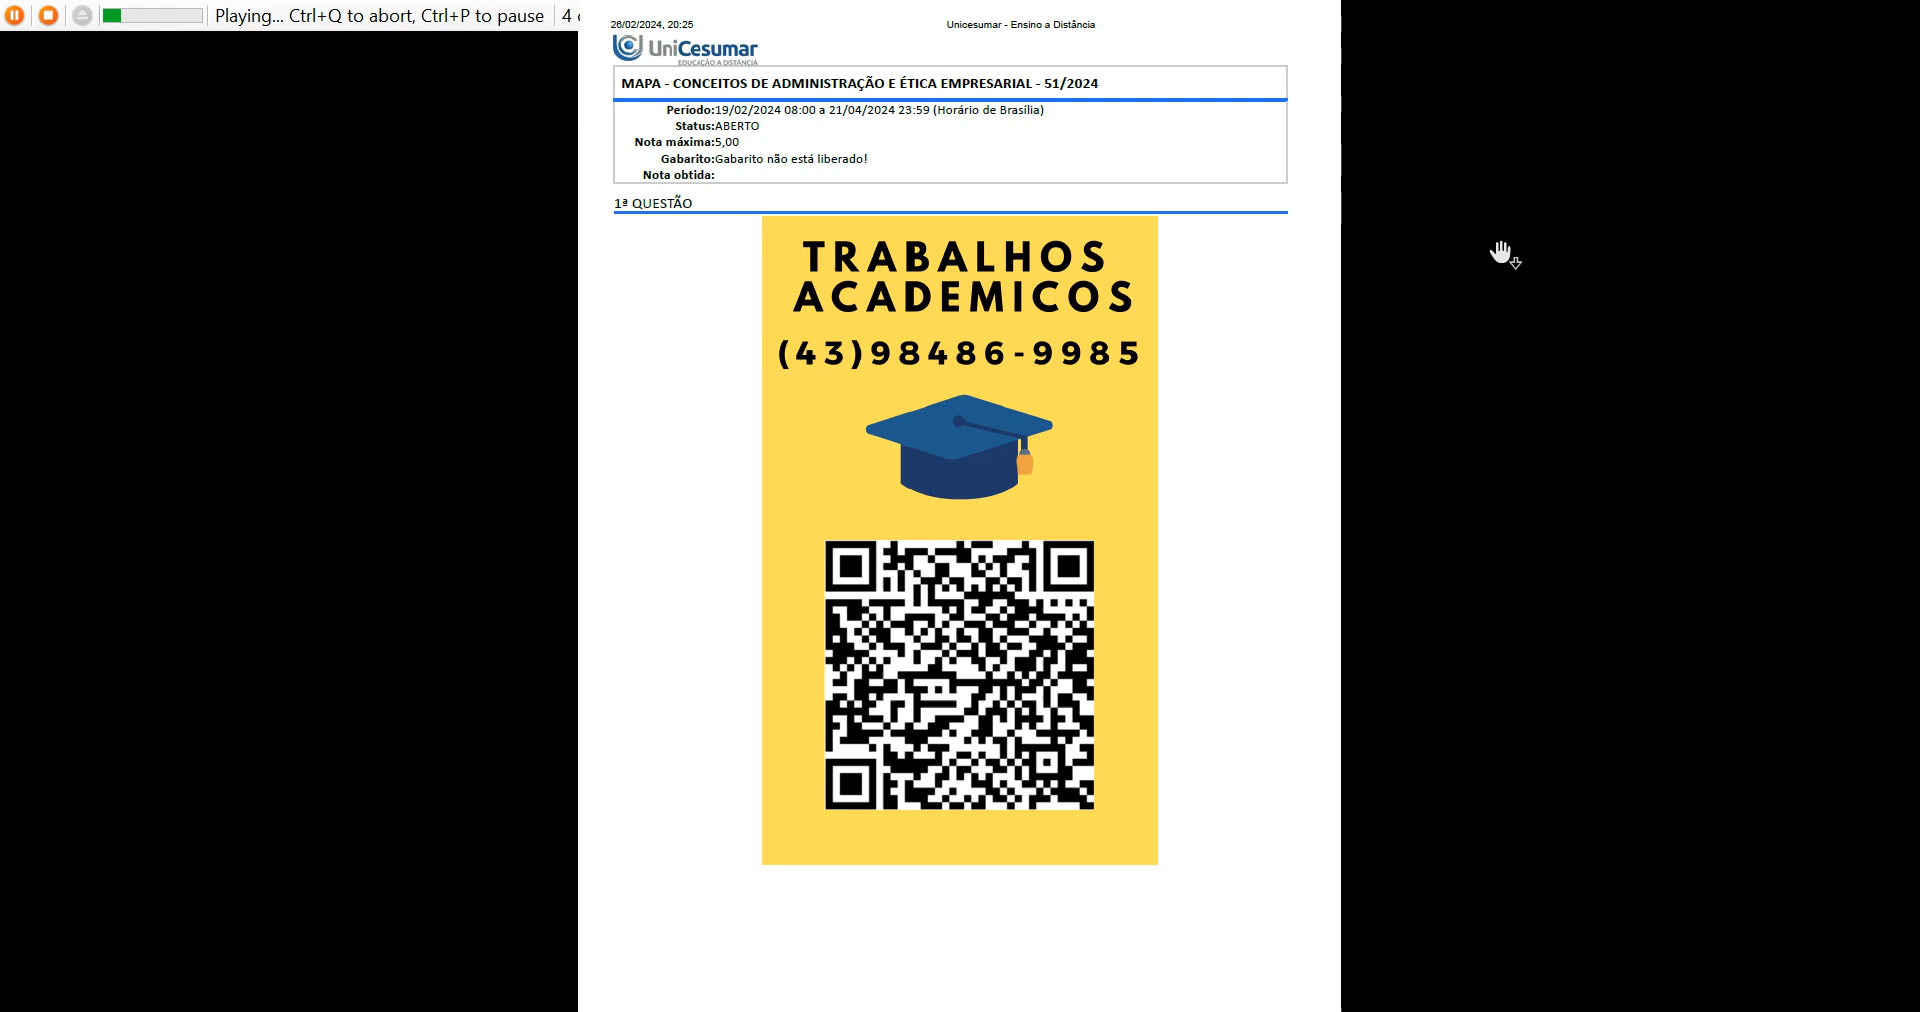 Playing... Ctrl+Q to abort, Ctrl+P to pause
4
26/02/2024, 20:25
Unicesumar - Ensino a Distância
UniCesumar
EDUCAÇÃO A DISTÂNCIA
MAPA - CONCEITOS DE ADMINISTRAÇÃO E ÉTICA EMPRESARIAL - 51/2024
Período:19/02/2024 08:00 a 21/04/2024 23:59 (Horário de Brasília)
Status:ABERTO
Nota máxima:5,00
Gabarito:Gabarito não está liberado!
Nota obtida:
1ª QUESTÃO
TRABALHOS
ACADEMICOS
(43)98486-9985